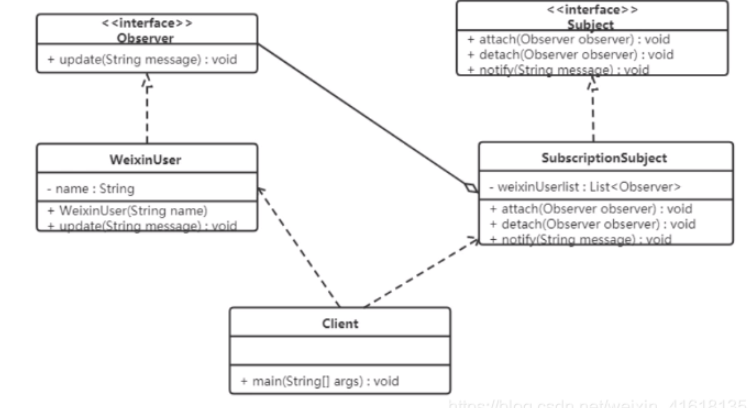 <<interface>>
Observer
+ update(String message) : void
<<interface>>
Subject
+ attach(Observer observer) : void
+ detach(Observer observer) : void
+ notify(String message) : void
WeixinUser
- name : String
+ WeixinUser(String name)
+ update(String message) : void
SubscriptionSubject
- weixinUserlist : List<Observer>
+ attach(Observer observer) : void
+ detach(Observer observer) : void
+ notify(String message) : void
Client
+ main(String[] args) : void
https://blog.csdn.net/weixin_41618135